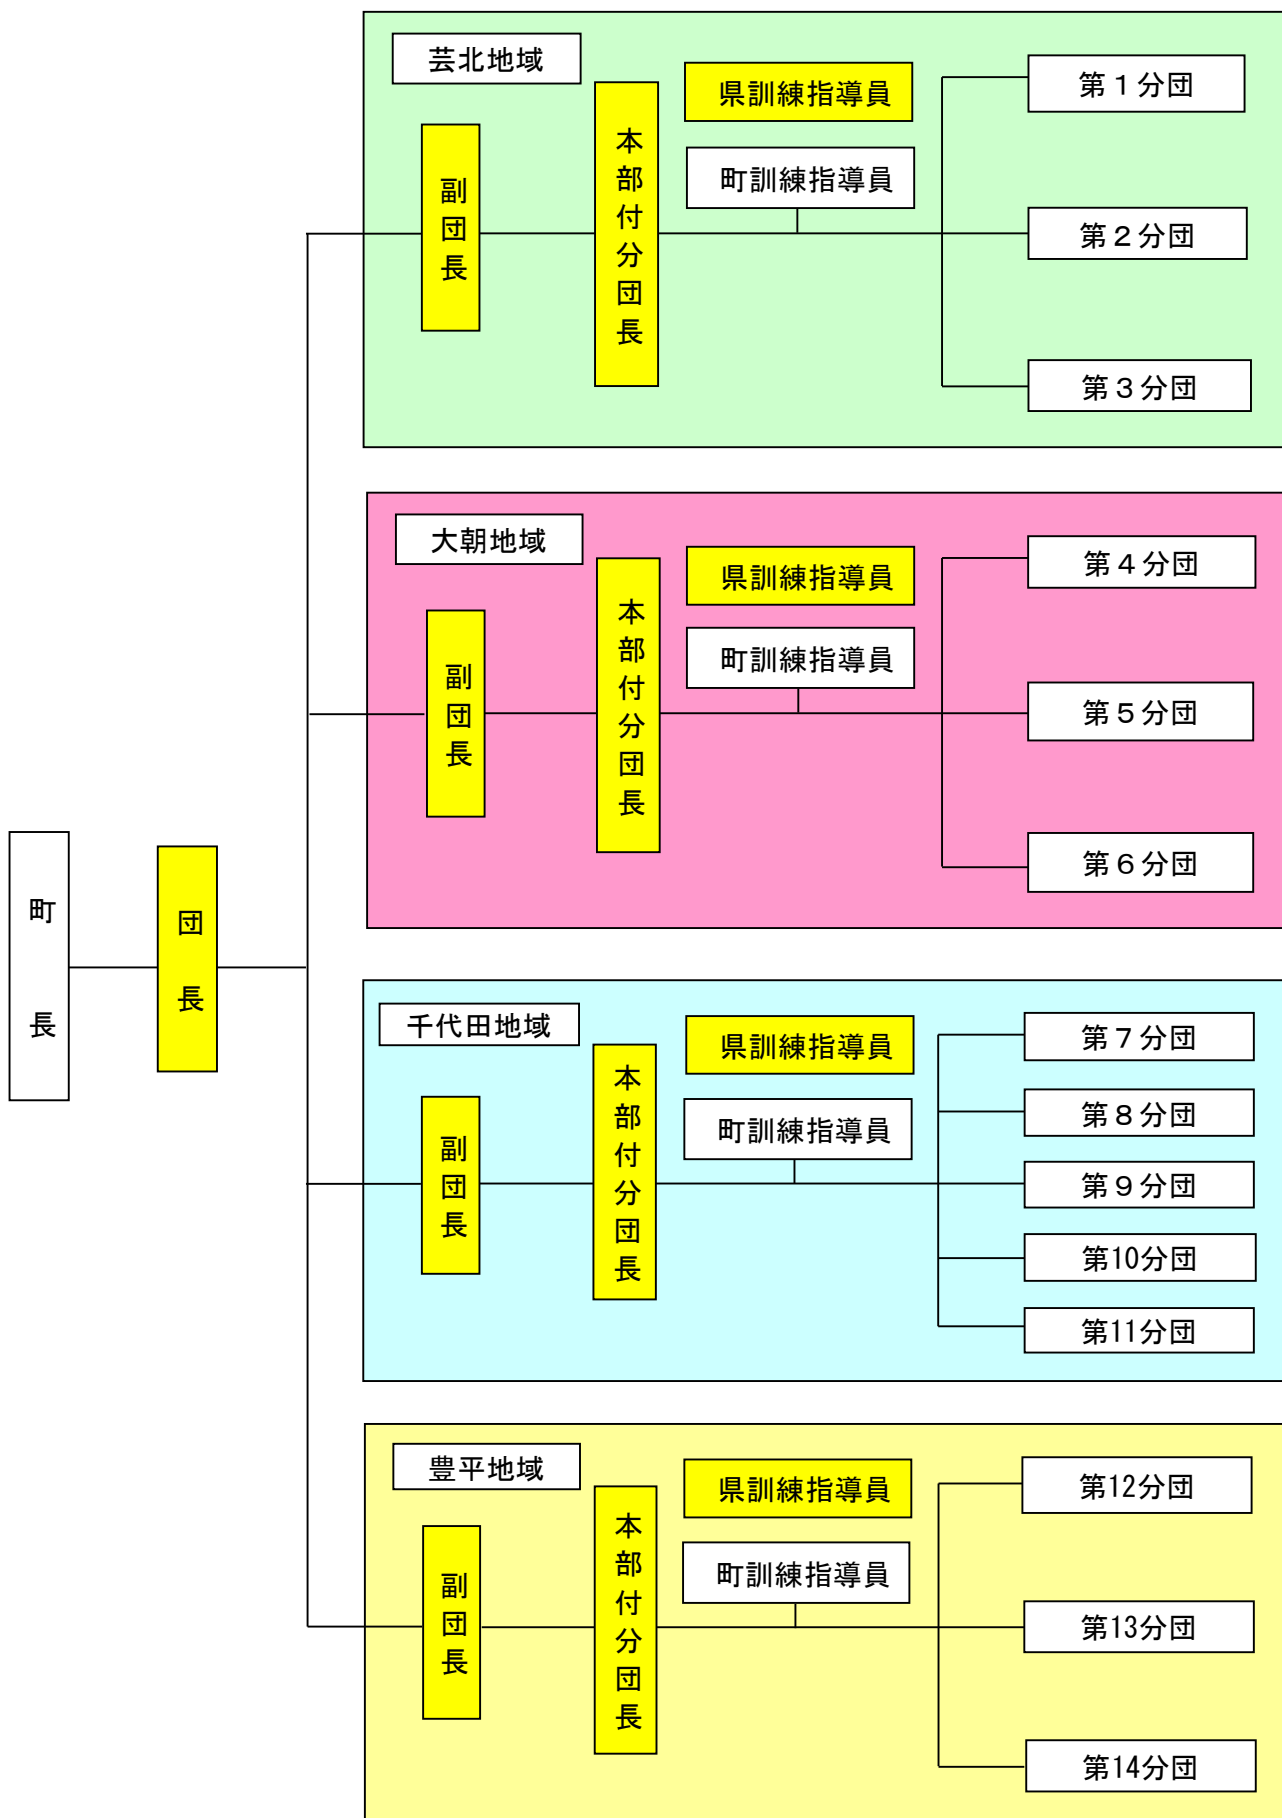 町長
団長
芸北地域
副団長
本部付分団長
県訓練指導員
町訓練指導員
第１分団
第２分団
第３分団
大朝地域
副団長
本部付分団長
県訓練指導員
町訓練指導員
第４分団
第５分団
第６分団
千代田地域
副団長
本部付分団長
県訓練指導員
町訓練指導員
第７分団
第８分団
第９分団
第10分団
第11分団
豊平地域
副団長
本部付分団長
県訓練指導員
町訓練指導員
第12分団
第13分団
第14分団